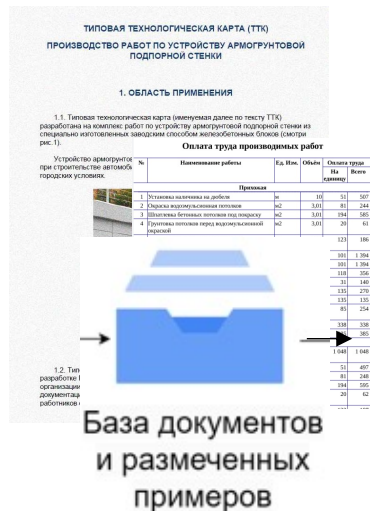 ТИПОВАЯ ТЕХНОЛОГИЧЕСКАЯ КАРТА (ТТК)
ПРОИЗВОДСТВО РАБОТ ПО УСТРОЙСТВУ АРМОГРУНТОВОЙ
ПОДПОРНОЙ СТЕНКИ
1. ОБЛАСТЬ ПРИМЕНЕНИЯ
1.1. Типовая технологическая карта (именуемая далее по тексту ТТК)
разработана на комплекс работ по устройству армогрунтовой подпорной стенки из
специально изготовленных заводским способом железобетонных блоков (смотри
рис.1).
Устройство армогрунтов
при строительстве автомоби
городских условиях.
Оплата труда производимых работ
№ Наименование работы Ед. Изм. Объём Оплата труда
На единицу Всего
Прихожая
1 Установка наличника на дюбеля м 10 51 507
2 Окраска водоэмульсионная потолков м2 3,01 81 244
3 Шпатлевка бетонных потолков под покраску м2 3,01 194 585
4 Грунтовка потолков перед водоэмульсионной м2 3,01 20 61
окраской
123 186
101 1 394
101 1 394
118 356
31 140
135 270
135 135
85 254
338 338
385
1 048 1 048
51 497
81 248
194 595
20 62
1.2. Тип
разработке
организации
документаци
работников
База документов
и размеченных
примеров